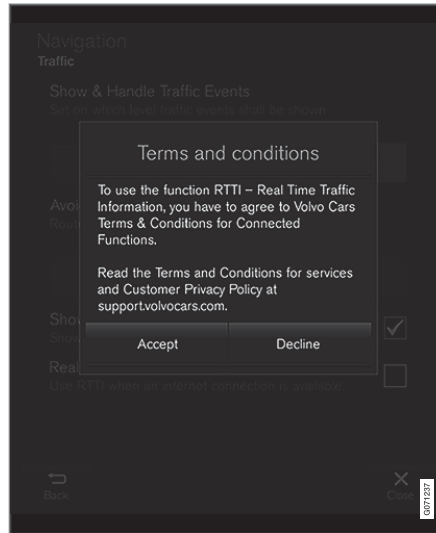 Navigation
Traffic
Show & Handle Traffic Events
Set on which level traffic events shall be shown
Terms and conditions
To use the function RTTI – Real Time Traffic
Information, you have to agree to Volvo Cars
Terms & Conditions for Connected
Functions.
Read the Terms and Conditions for services
and Customer Privacy Policy at
support.volvocars.com.
Accept
Decline
Use RTTI when an internet connection is available
Back
Close
G071237